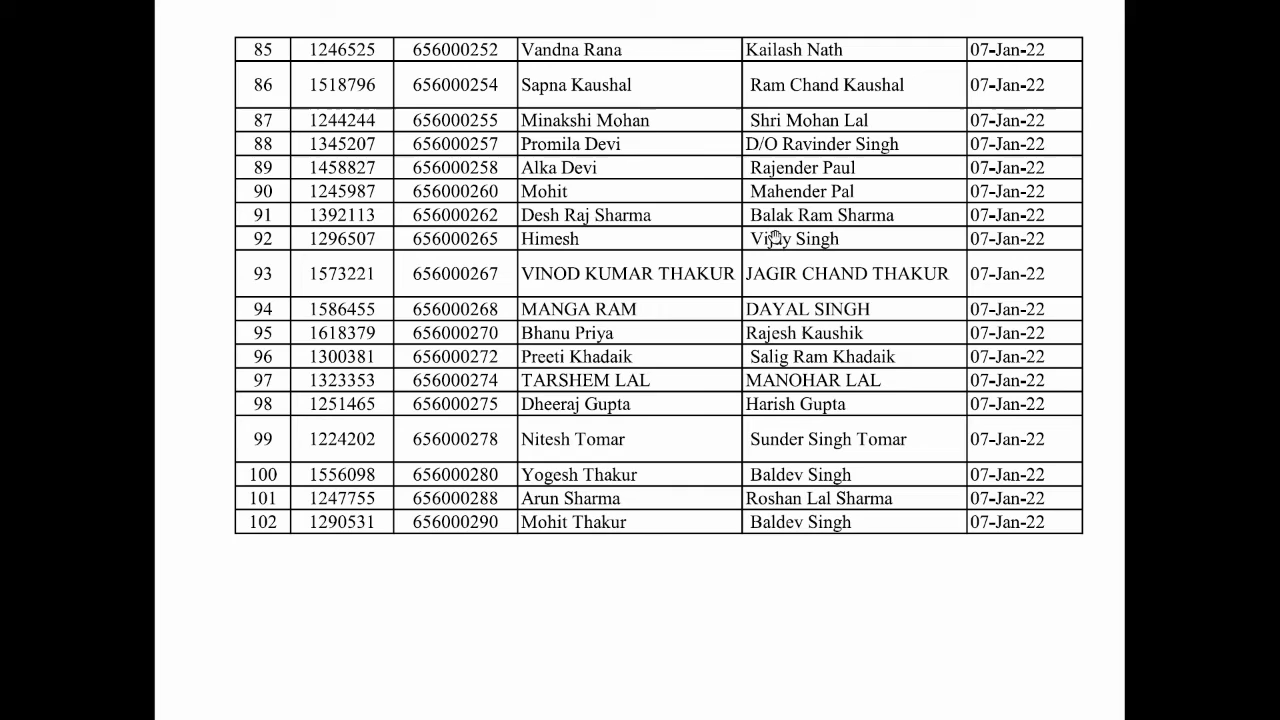 85 1246525 656000252 Vandna Rana Kailash Nath 07-Jan-22
86 1518796 656000254 Sapna Kaushal Ram Chand Kaushal 07-Jan-22
87 1244244 656000255 Minakshi Mohan Shri Mohan Lal 07-Jan-22
88 1345207 656000257 Promila Devi D/O Ravinder Singh 07-Jan-22
89 1458827 656000258 Alka Devi Rajender Paul 07-Jan-22
90 1245987 656000260 Mohit Mahender Pal 07-Jan-22
91 1392113 656000262 Desh Raj Sharma Balak Ram Sharma 07-Jan-22
92 1296507 656000265 Himesh Vijay Singh 07-Jan-22
93 1573221 656000267 VINOD KUMAR THAKUR JAGIR CHAND THAKUR 07-Jan-22
94 1586455 656000268 MANGA RAM DAYAL SINGH 07-Jan-22
95 1618379 656000270 Bhanu Priya Rajesh Kaushik 07-Jan-22
96 1300381 656000272 Preeti Khadaik Salig Ram Khadaik 07-Jan-22
97 1323353 656000274 TARSHEM LAL MANOHAR LAL 07-Jan-22
98 1251465 656000275 Dheeraj Gupta Harish Gupta 07-Jan-22
99 1224202 656000278 Nitesh Tomar Sunder Singh Tomar 07-Jan-22
100 1556098 656000280 Yogesh Thakur Baldev Singh 07-Jan-22
101 1247755 656000288 Arun Sharma Roshan Lal Sharma 07-Jan-22
102 1290531 656000290 Mohit Thakur Baldev Singh 07-Jan-22